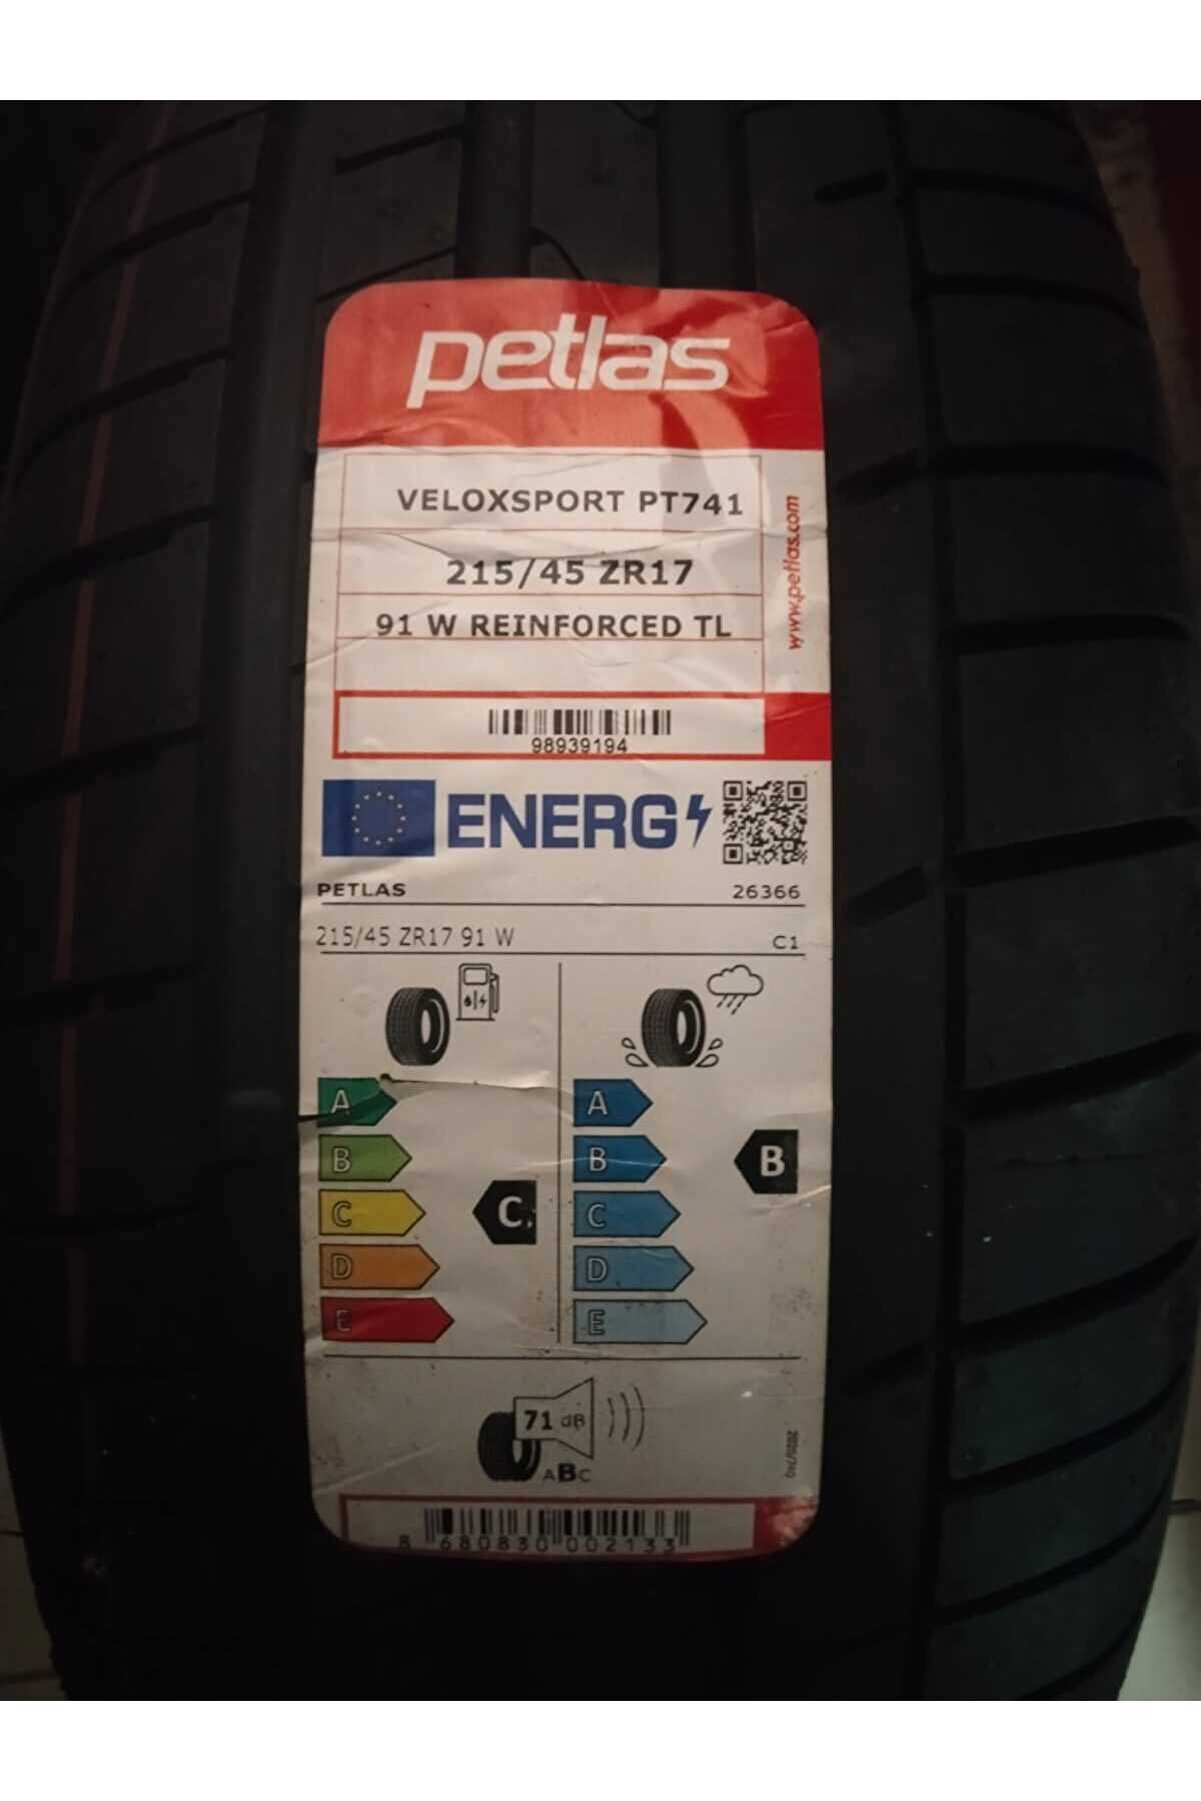 petlas
VELOXSPORT PT741
215/45 ZR17
91 W REINFORCED TL
www.petlas.com
98939194
ENERG
PETLAS 26366
215/45 ZR17 91 W C1
A
B
C
D
E
C
A
B
C
D
E
B
71 dB
ABC
2020/740
8 680830 002133